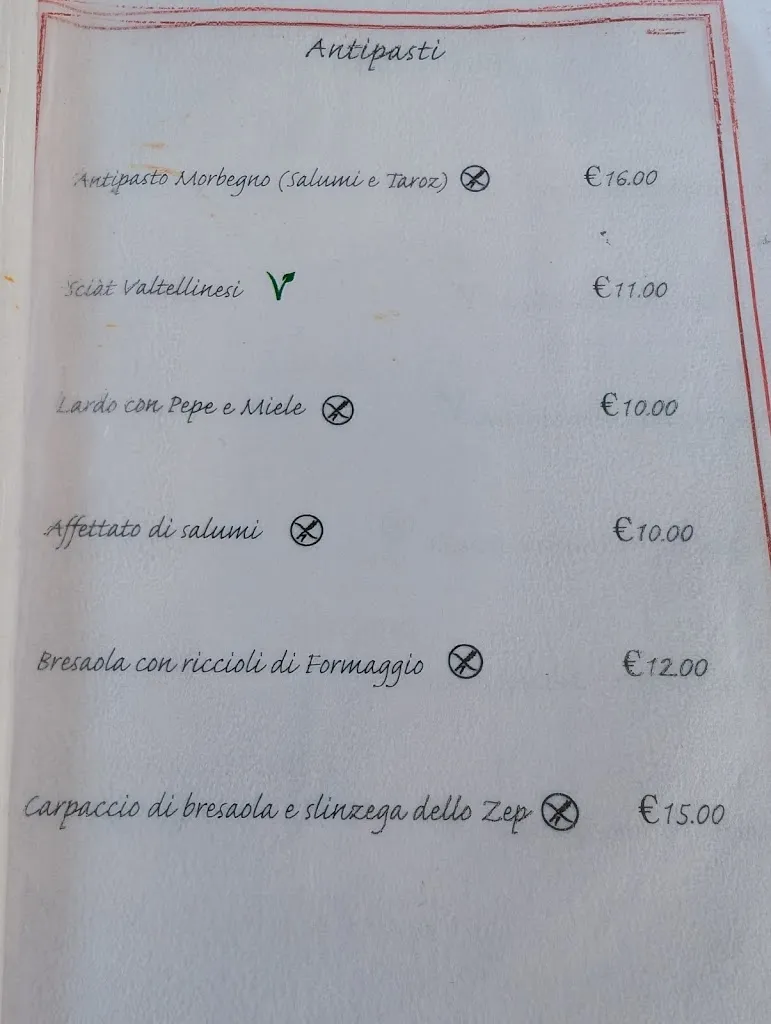 Antipasti
Antipasto Morbegno (Salumi e Taroz) €16.00
Sciàt Valtellinesi €11.00
Lardo con Pepe e Miele €10.00
Affettato di salumi €10.00
Bresaola con riccioli di Formaggio €12.00
Carpaccio di bresaola e slinzega dello Zep €15.00